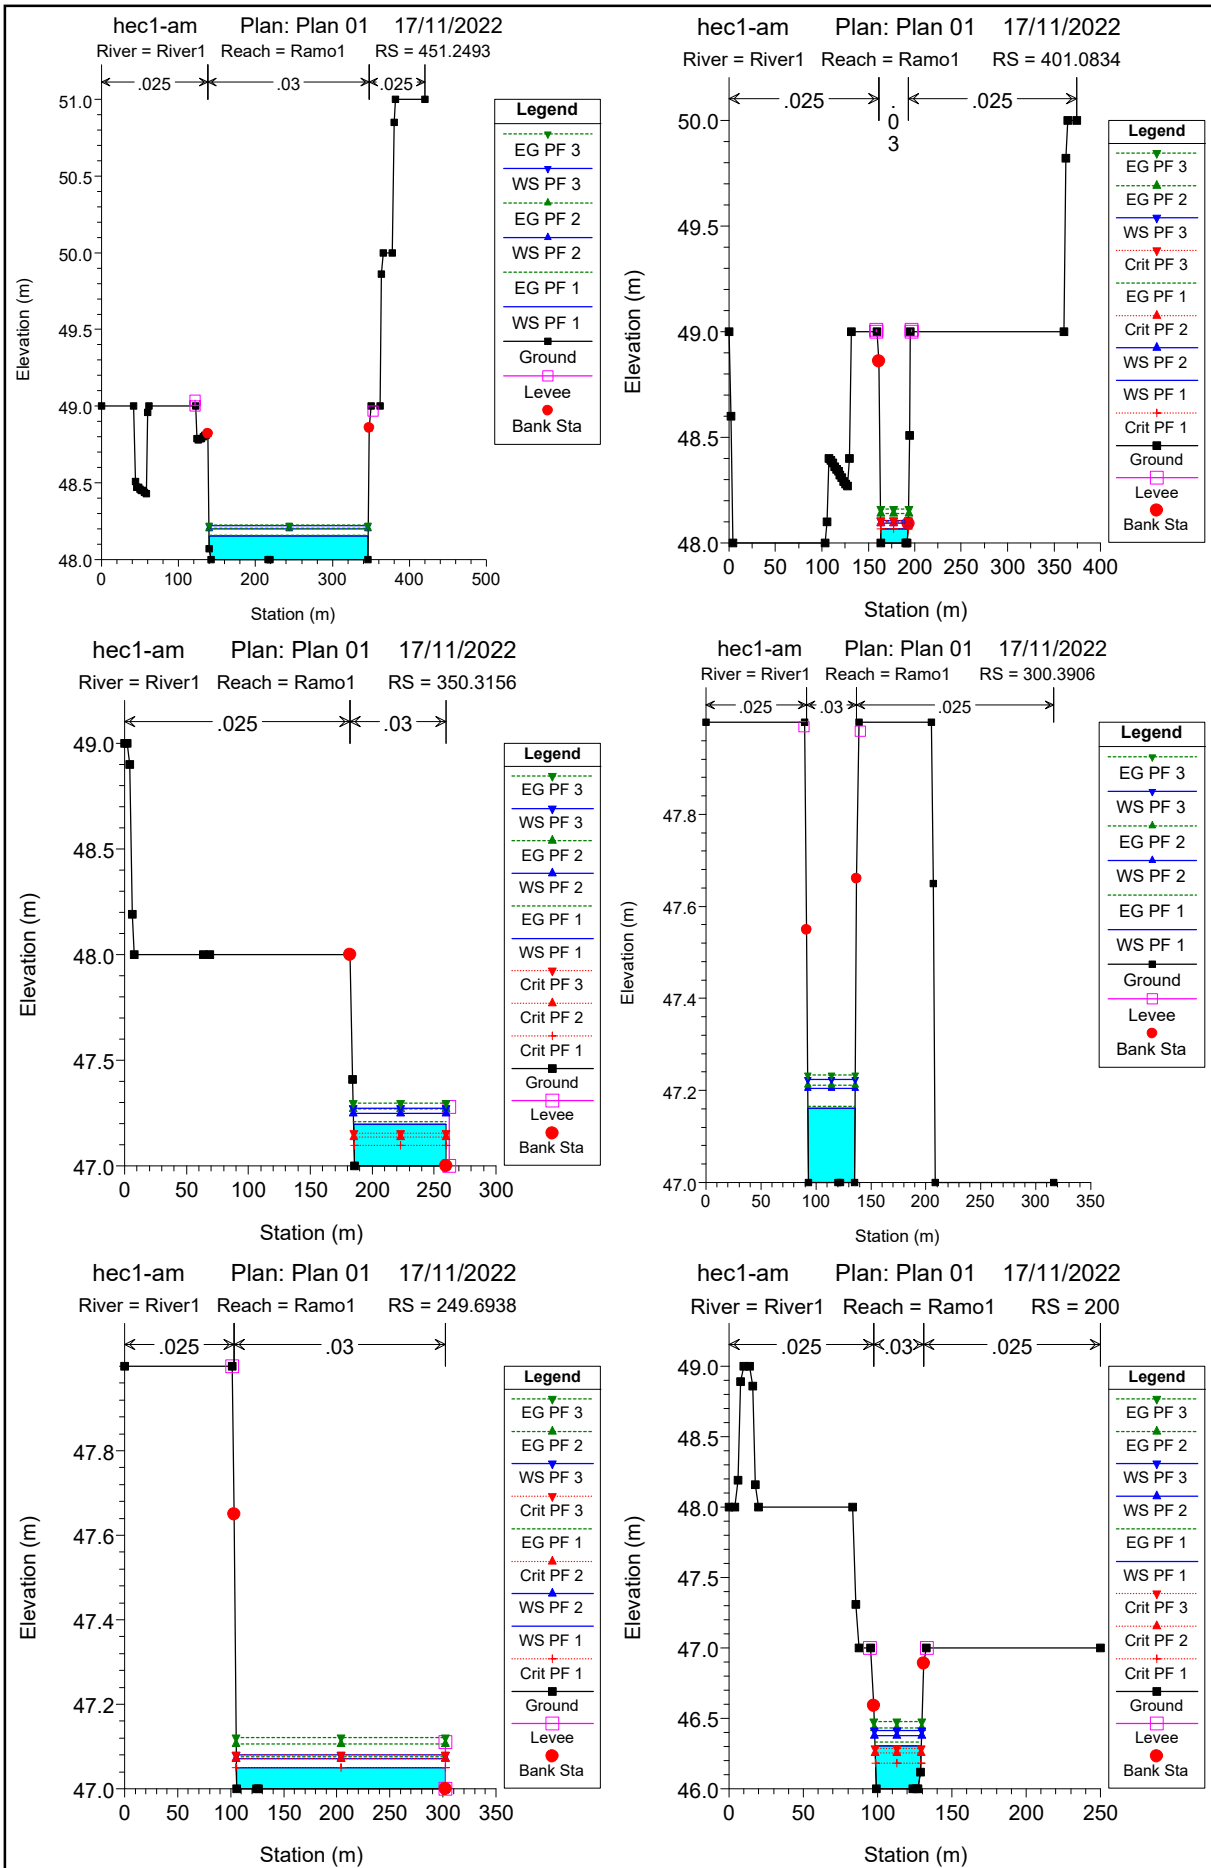 hec1-am Plan: Plan 01 17/11/2022
River = River1 Reach = Ramo1 RS = 451.2493
.025 .03 .025
51.0
50.5
50.0
49.5
49.0
48.5
48.0
0 100 200 300 400 500
Station (m)
Elevation (m)
Legend
EG PF 3
WS PF 3
EG PF 2
WS PF 2
EG PF 1
WS PF 1
Ground
Levee
Bank Sta
hec1-am Plan: Plan 01 17/11/2022
River = River1 Reach = Ramo1 RS = 401.0834
.025 .03 .025
50.0
49.5
49.0
48.5
48.0
0 50 100 150 200 250 300 350 400
Station (m)
Elevation (m)
Legend
EG PF 3
EG PF 2
WS PF 3
Crit PF 3
EG PF 1
Crit PF 2
WS PF 2
WS PF 1
Crit PF 1
Ground
Levee
Bank Sta
hec1-am Plan: Plan 01 17/11/2022
River = River1 Reach = Ramo1 RS = 350.3156
.025 .03
49.0
48.5
48.0
47.5
47.0
0 50 100 150 200 250 300
Station (m)
Elevation (m)
Legend
EG PF 3
WS PF 3
EG PF 2
WS PF 2
EG PF 1
WS PF 1
Crit PF 3
Crit PF 2
Crit PF 1
Ground
Levee
Bank Sta
hec1-am Plan: Plan 01 17/11/2022
River = River1 Reach = Ramo1 RS = 300.3906
.025 .03 .025
47.8
47.6
47.4
47.2
47.0
0 50 100 150 200 250 300 350
Station (m)
Elevation (m)
Legend
EG PF 3
WS PF 3
EG PF 2
WS PF 2
EG PF 1
WS PF 1
Ground
Levee
Bank Sta
hec1-am Plan: Plan 01 17/11/2022
River = River1 Reach = Ramo1 RS = 249.6938
.025 .03
47.8
47.6
47.4
47.2
47.0
0 50 100 150 200 250 300 350
Station (m)
Elevation (m)
Legend
EG PF 3
EG PF 2
WS PF 3
Crit PF 3
EG PF 1
Crit PF 2
WS PF 2
WS PF 1
Crit PF 1
Ground
Levee
Bank Sta
hec1-am Plan: Plan 01 17/11/2022
River = River1 Reach = Ramo1 RS = 200
.025 .03 .025
49.0
48.5
48.0
47.5
47.0
46.5
46.0
0 50 100 150 200 250
Station (m)
Elevation (m)
Legend
EG PF 3
EG PF 2
WS PF 3
WS PF 2
EG PF 1
WS PF 1
Crit PF 3
Crit PF 2
Crit PF 1
Ground
Levee
Bank Sta